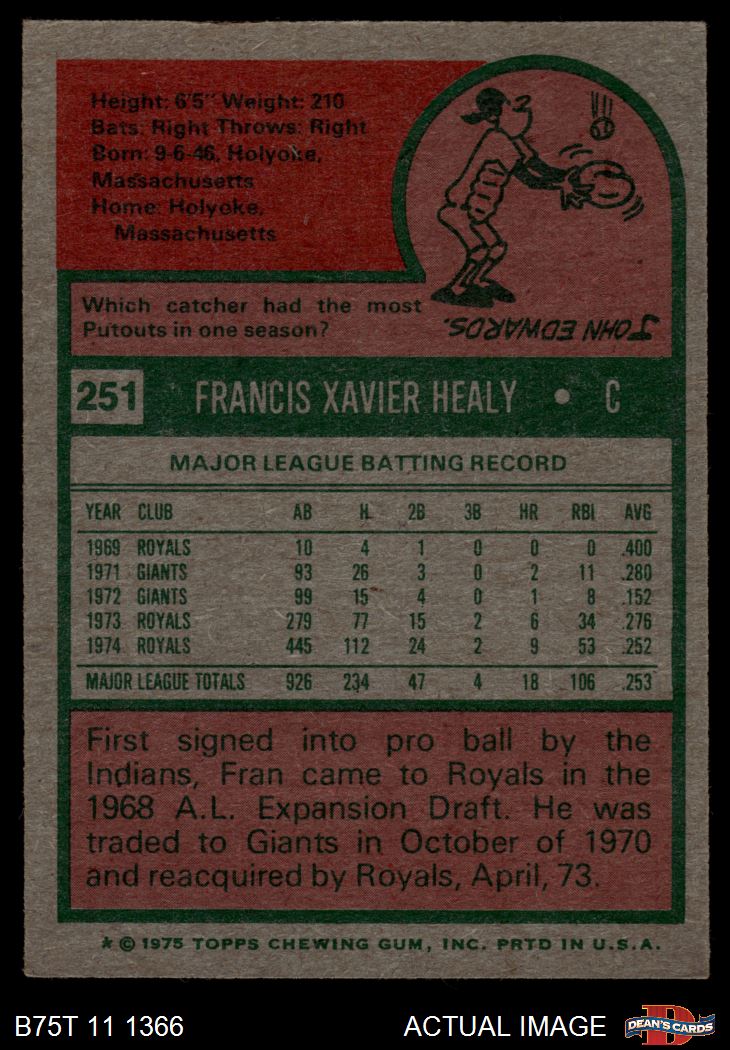 Height: 6'5" Weight: 210
Bats: Right Throws: Right
Born: 9-6-46, Holyoke,
Massachusetts
Home: Holyoke,
Massachusetts
Which catcher had the most
Putouts in one season?
JOHN EDWARDS.
251 FRANCIS XAVIER HEALY • C
MAJOR LEAGUE BATTING RECORD
YEAR CLUB AB H 2B 3B HR RBI AVG
1969 ROYALS 10 4 1 0 0 0 .400
1971 GIANTS 93 26 3 0 2 11 .280
1972 GIANTS 99 15 4 0 1 8 .152
1973 ROYALS 279 77 15 2 6 34 .276
1974 ROYALS 445 112 24 2 9 53 .252
MAJOR LEAGUE TOTALS 926 234 47 4 18 106 .253
First signed into pro ball by the
Indians, Fran came to Royals in the
1968 A.L. Expansion Draft. He was
traded to Giants in October of 1970
and reacquired by Royals, April, 73.
* © 1975 TOPPS CHEWING GUM, INC. PRTD IN U.S.A.
B75T 11 1366 ACTUAL IMAGE
D
DEAN'S CARDS